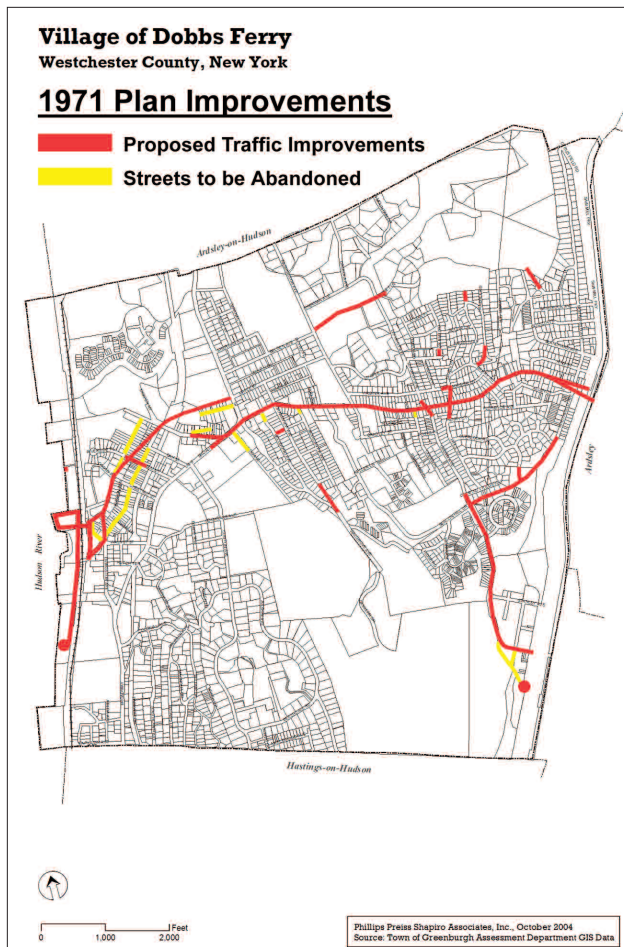 Village of Dobbs Ferry
Westchester County, New York
1971 Plan Improvements
Proposed Traffic Improvements
Streets to be Abandoned
Ardsley-on-Hudson
Ardsley
Hudson River
Hastings-on-Hudson
Feet
0 1,000 2,000
Phillips Preiss Shapiro Associates, Inc., October 2004
Source: Town of Greenburgh Assessment Department GIS Data